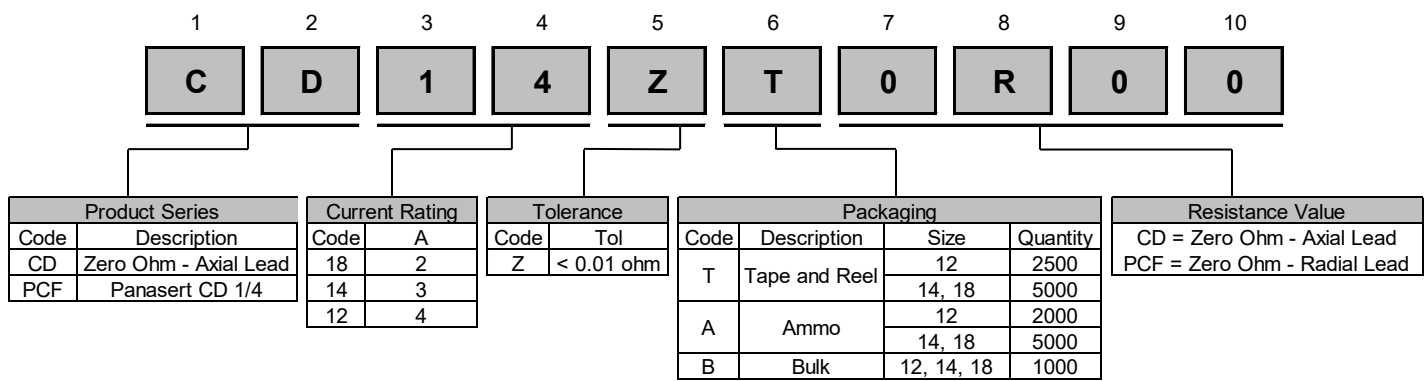 1 2 3 4 5 6 7 8 9 10
C D 1 4 Z T 0 R 0 0
Product Series
Code Description
CD Zero Ohm - Axial Lead
PCF Panasert CD 1/4
Current Rating
Code A
18 2
14 3
12 4
Tolerance
Code Tol
Z < 0.01 ohm
Packaging
Code Description Size Quantity
T Tape and Reel 12 2500
14, 18 5000
A Ammo 12 2000
14, 18 5000
B Bulk 12, 14, 18 1000
Resistance Value
CD = Zero Ohm - Axial Lead
PCF = Zero Ohm - Radial Lead